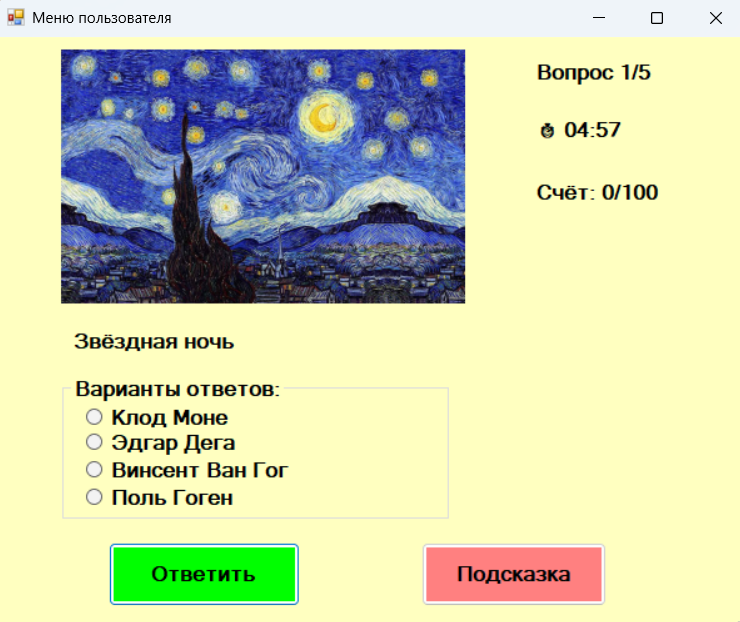 Меню пользователя
Вопрос 1/5
04:57
Счёт: 0/100
Звёздная ночь
Варианты ответов:
Клод Моне
Эдгар Дега
Винсент Ван Гог
Поль Гоген
Ответить
Подсказка